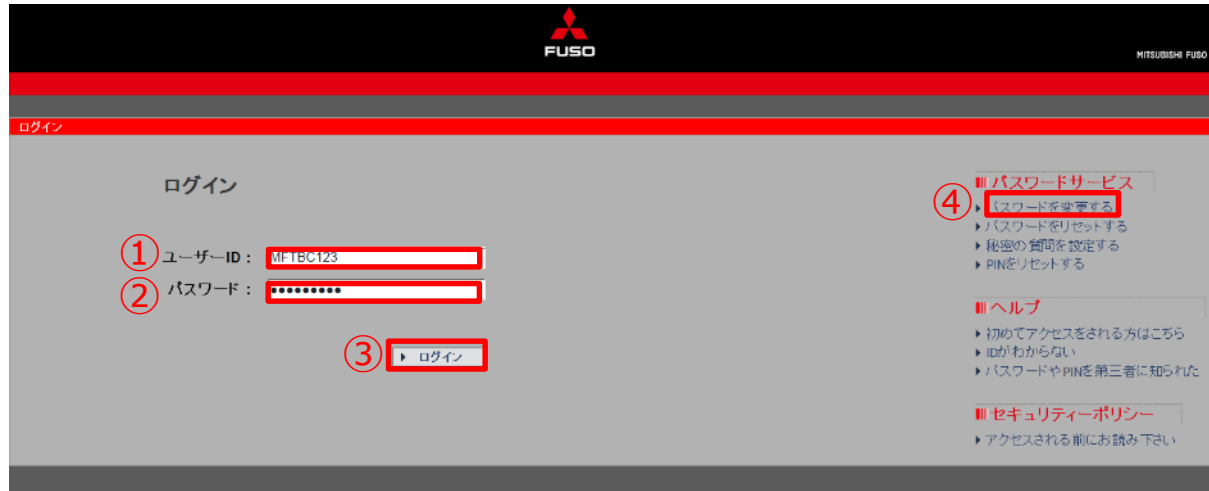 FUSO
MITSUBISHI FUSO
ログイン
ログイン
① ユーザーID： MFTBC123
② パスワード： •••••••••
③ ログイン
パスワードサービス
④ パスワードを変更する
パスワードをリセットする
秘密の質問を設定する
PINをリセットする
ヘルプ
初めてアクセスをされる方はこちら
IDがわからない
パスワードやPINを第三者に知られた
セキュリティーポリシー
アクセスされる前にお読み下さい